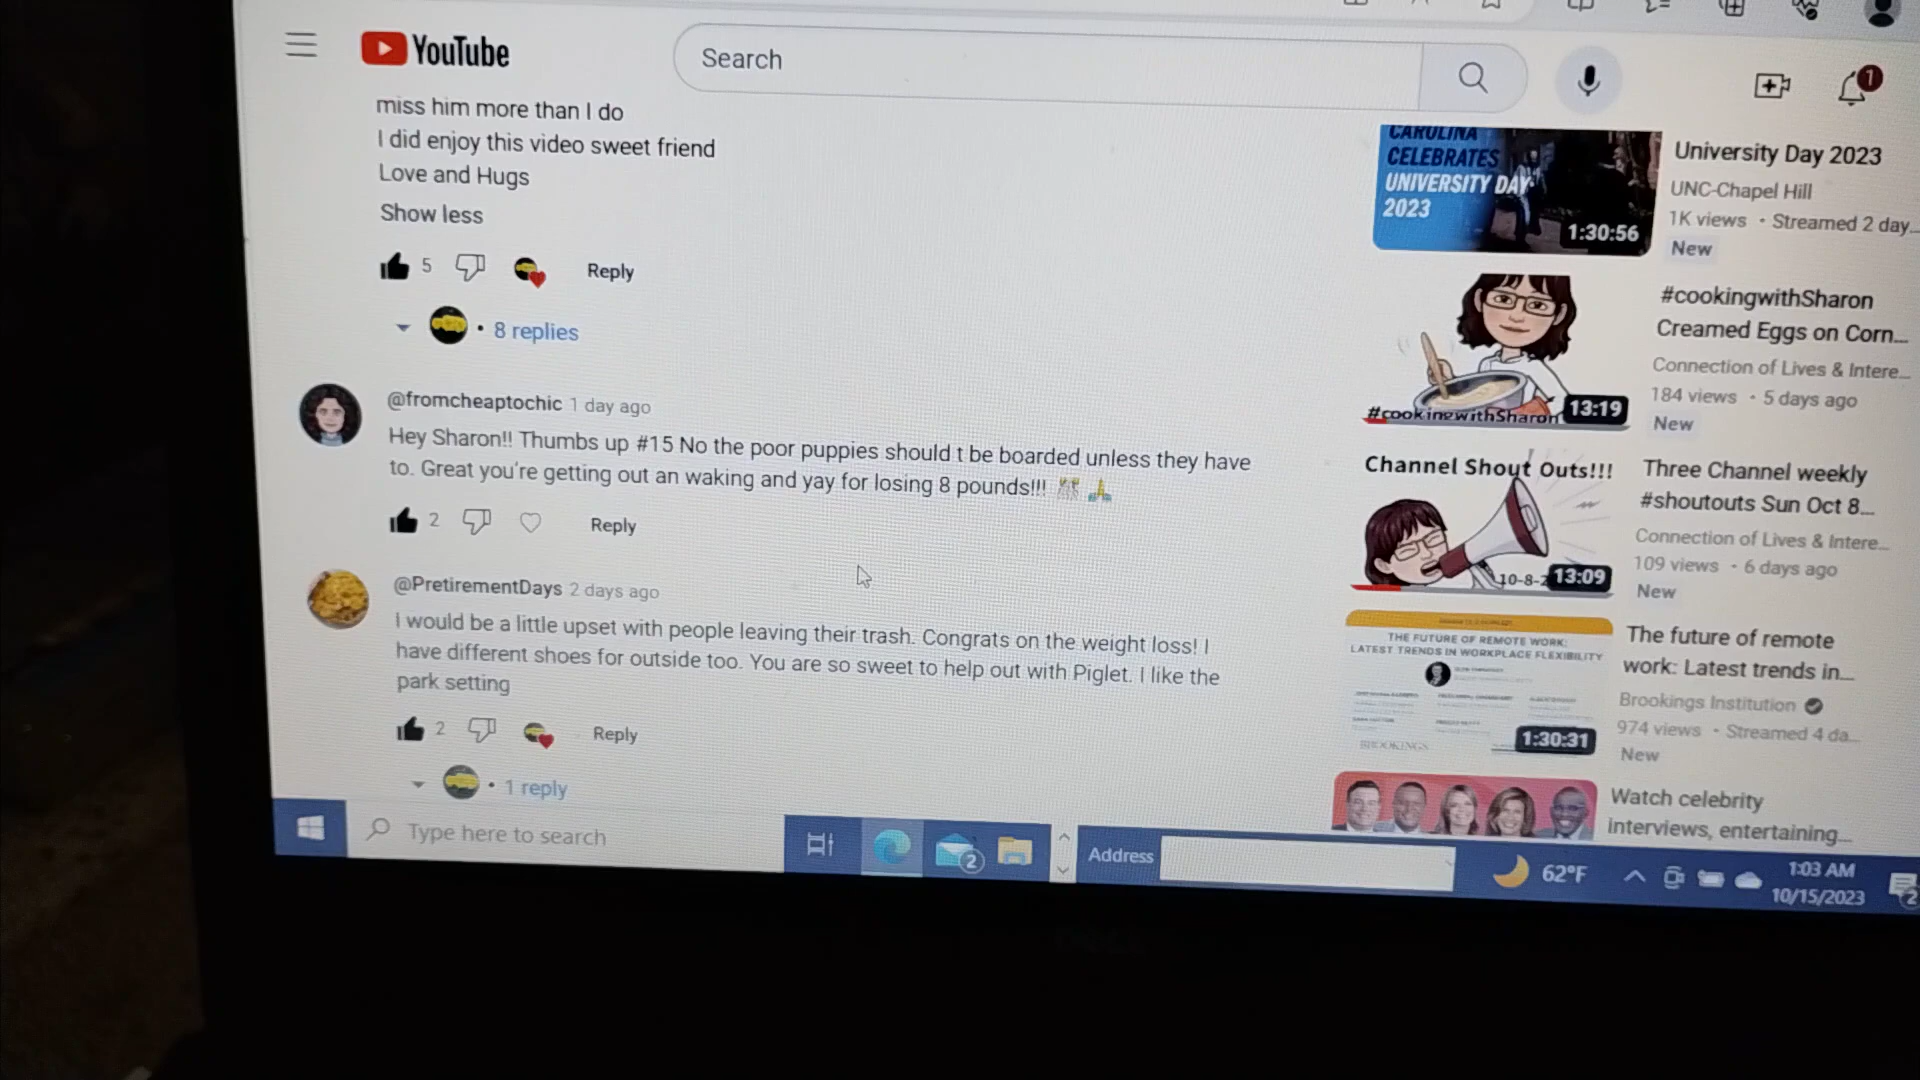 YouTube
Search
1
miss him more than I do
I did enjoy this video sweet friend
Love and Hugs
Show less
5
Reply
8 replies
@fromcheaptochic 1 day ago
Hey Sharon!! Thumbs up #15 No the poor puppies should t be boarded unless they have
to. Great you're getting out an waking and yay for losing 8 pounds!!!
2
Reply
@PretirementDays 2 days ago
I would be a little upset with people leaving their trash. Congrats on the weight loss! I
have different shoes for outside too. You are so sweet to help out with Piglet. I like the
park setting
2
Reply
1 reply
CAROLINA
CELEBRATES
UNIVERSITY DAY
2023
1:30:56
University Day 2023
UNC-Chapel Hill
1K views • Streamed 2 day...
New
#cookingwithSharon
13:19
#cookingwithSharon
Creamed Eggs on Corn...
Connection of Lives & Intere...
184 views • 5 days ago
New
Channel Shout Outs!!!
10-8-2
13:09
Three Channel weekly
#shoutouts Sun Oct 8...
Connection of Lives & Intere...
109 views • 6 days ago
New
THE FUTURE OF REMOTE WORK:
LATEST TRENDS IN WORKPLACE FLEXIBILITY
BROOKINGS
1:30:31
The future of remote
work: Latest trends in...
Brookings Institution
974 views • Streamed 4 da...
New
Watch celebrity
interviews, entertaining...
Type here to search
2
Address
62°F
1:03 AM
10/15/2023
2